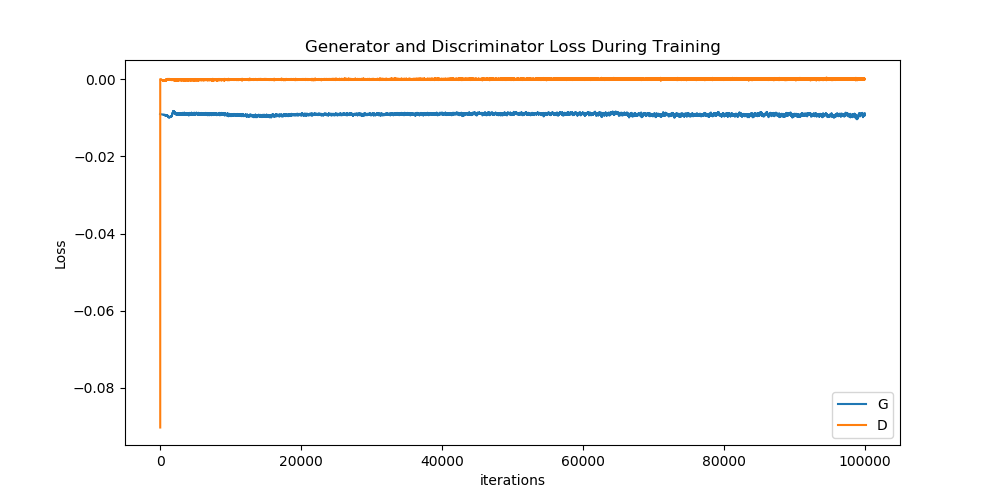 Generator and Discriminator Loss During Training
0.00
−0.02
−0.04
−0.06
−0.08
Loss
0
20000
40000
60000
80000
100000
iterations
G
D